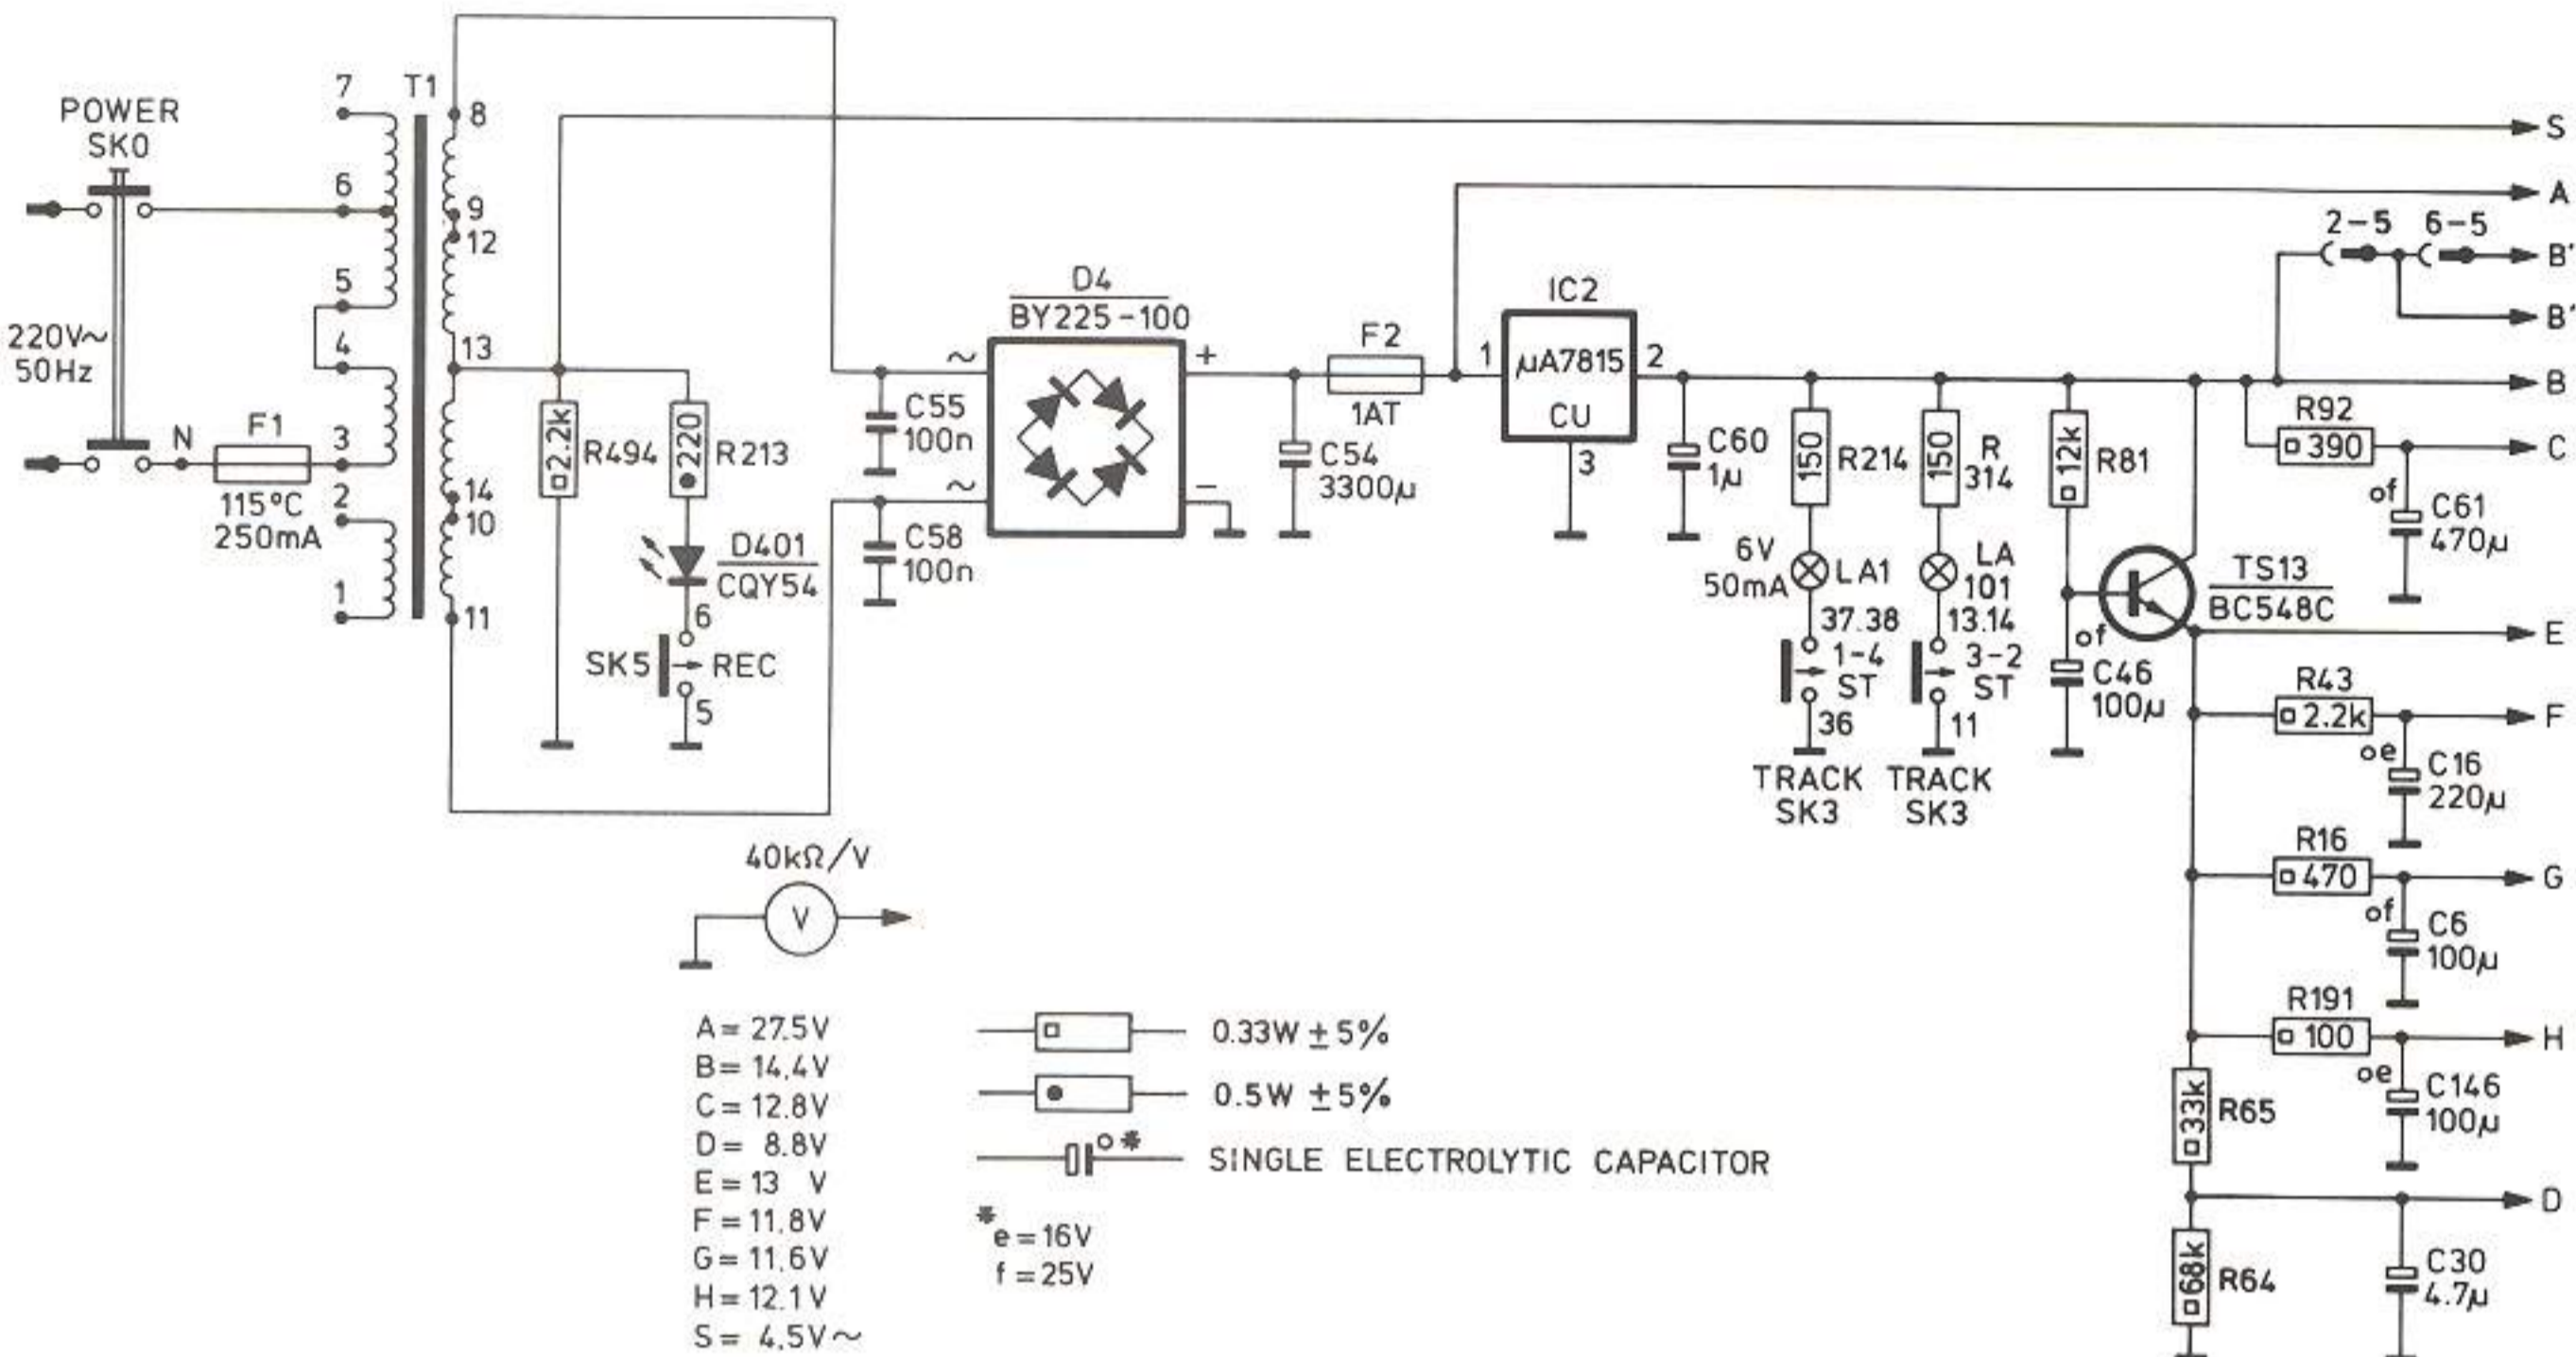 POWER
SK0
220V~
50Hz
N
F1
115°C
250mA
7
6
5
4
3
2
1
T1
8
9
12
13
14
10
11
2.2k
R494
220
R213
D401
CQY54
6
SK5
REC
5
~
~
C55
100n
C58
100n
D4
BY225-100
+
-
C54
3300µ
F2
1AT
1
IC2
µA7815
CU
2
3
C60
1µ
150
R214
6V
50mA
LA1
37.38
1-4
ST
36
TRACK
SK3
150
R
314
LA
101
13.14
3-2
ST
11
TRACK
SK3
12k
R81
of
C46
100µ
TS13
BC548C
S
A
2-5
6-5
B'
B'
B
R92
390
C
of
C61
470µ
E
R43
2.2k
F
oe
C16
220µ
R16
470
G
of
C6
100µ
R191
100
H
oe
C146
100µ
33k
R65
D
68k
R64
C30
4.7µ
40kΩ/V
V
A = 27.5V
B = 14.4V
C = 12.8V
D = 8.8V
E = 13 V
F = 11.8V
G = 11.6V
H = 12.1V
S = 4.5V~
0.33W ±5%
0.5W ±5%
o*
SINGLE ELECTROLYTIC CAPACITOR
*
e = 16V
f = 25V